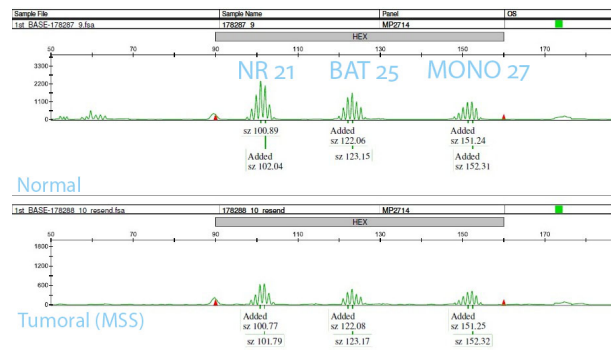 Sample File Sample Name Panel OS
1st_BASE-178287_9.fsa 178287_9 MP2714
HEX
50 70 90 110 130 150 170
NR 21 BAT 25 MONO 27
3300
2200
1100
0
sz 100.89 Added Added
sz 122.06 sz 151.24
Added sz 123.15 Added
sz 102.04 sz 152.31
Normal
1st_BASE-178288_10_resend.fsa 178288_10_resend MP2714
HEX
50 70 90 110 130 150 170
1800
1200
600
0
Added Added Added
sz 100.77 sz 122.08 sz 151.25
sz 101.79 sz 123.17 sz 152.32
Tumoral (MSS)